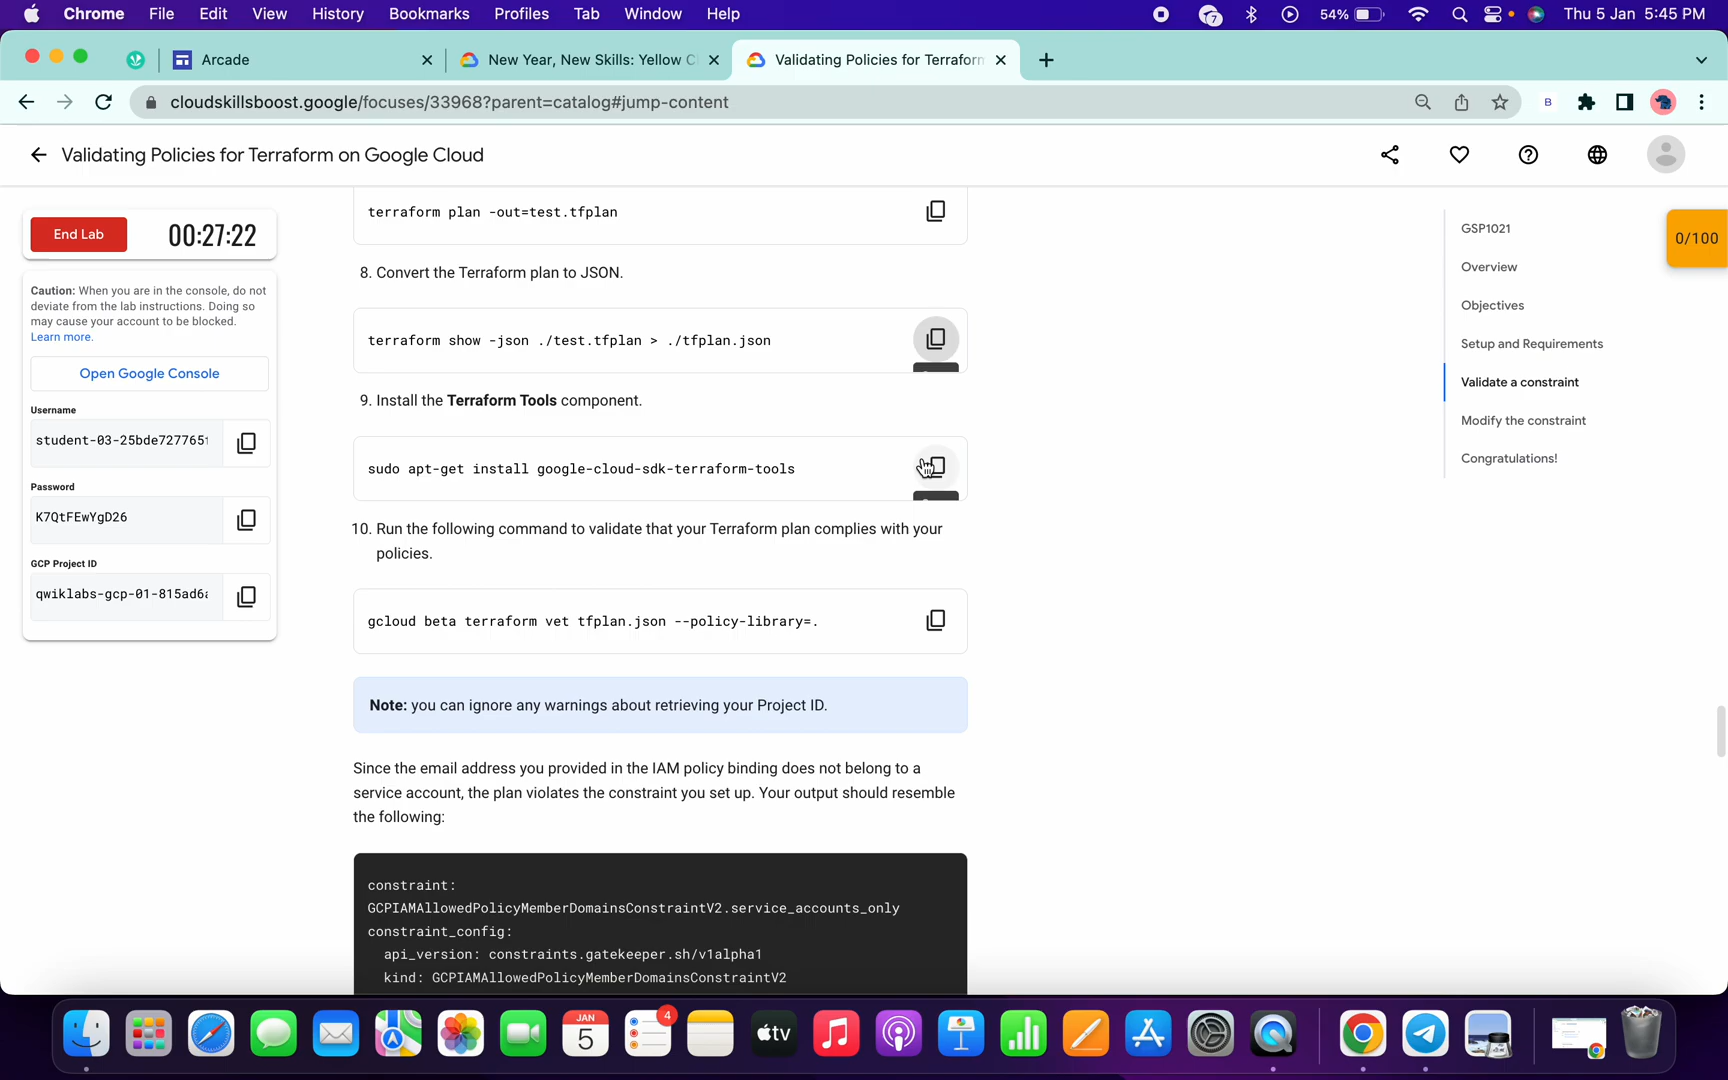 Chrome File Edit View History Bookmarks Profiles Tab Window Help 7 54% Thu 5 Jan 5:45 PM
Arcade New Year, New Skills: Yellow C Validating Policies for Terraform
cloudskillsboost.google/focuses/33968?parent=catalog#jump-content B
Validating Policies for Terraform on Google Cloud
End Lab 00:27:22
Caution: When you are in the console, do not
deviate from the lab instructions. Doing so
may cause your account to be blocked.
Learn more.
Open Google Console
Username
student-03-25bde727765
Password
K7QtFEwYgD26
GCP Project ID
qwiklabs-gcp-01-815ad6
terraform plan -out=test.tfplan
8. Convert the Terraform plan to JSON.
terraform show -json ./test.tfplan > ./tfplan.json
9. Install the Terraform Tools component.
sudo apt-get install google-cloud-sdk-terraform-tools
10. Run the following command to validate that your Terraform plan complies with your
policies.
gcloud beta terraform vet tfplan.json --policy-library=.
Note: you can ignore any warnings about retrieving your Project ID.
Since the email address you provided in the IAM policy binding does not belong to a
service account, the plan violates the constraint you set up. Your output should resemble
the following:
constraint:
GCPIAMAllowedPolicyMemberDomainsConstraintV2.service_accounts_only
constraint_config:
api_version: constraints.gatekeeper.sh/v1alpha1
kind: GCPIAMAllowedPolicyMemberDomainsConstraintV2
GSP1021
Overview
Objectives
Setup and Requirements
Validate a constraint
Modify the constraint
Congratulations!
0/100
JAN
5
4
tv